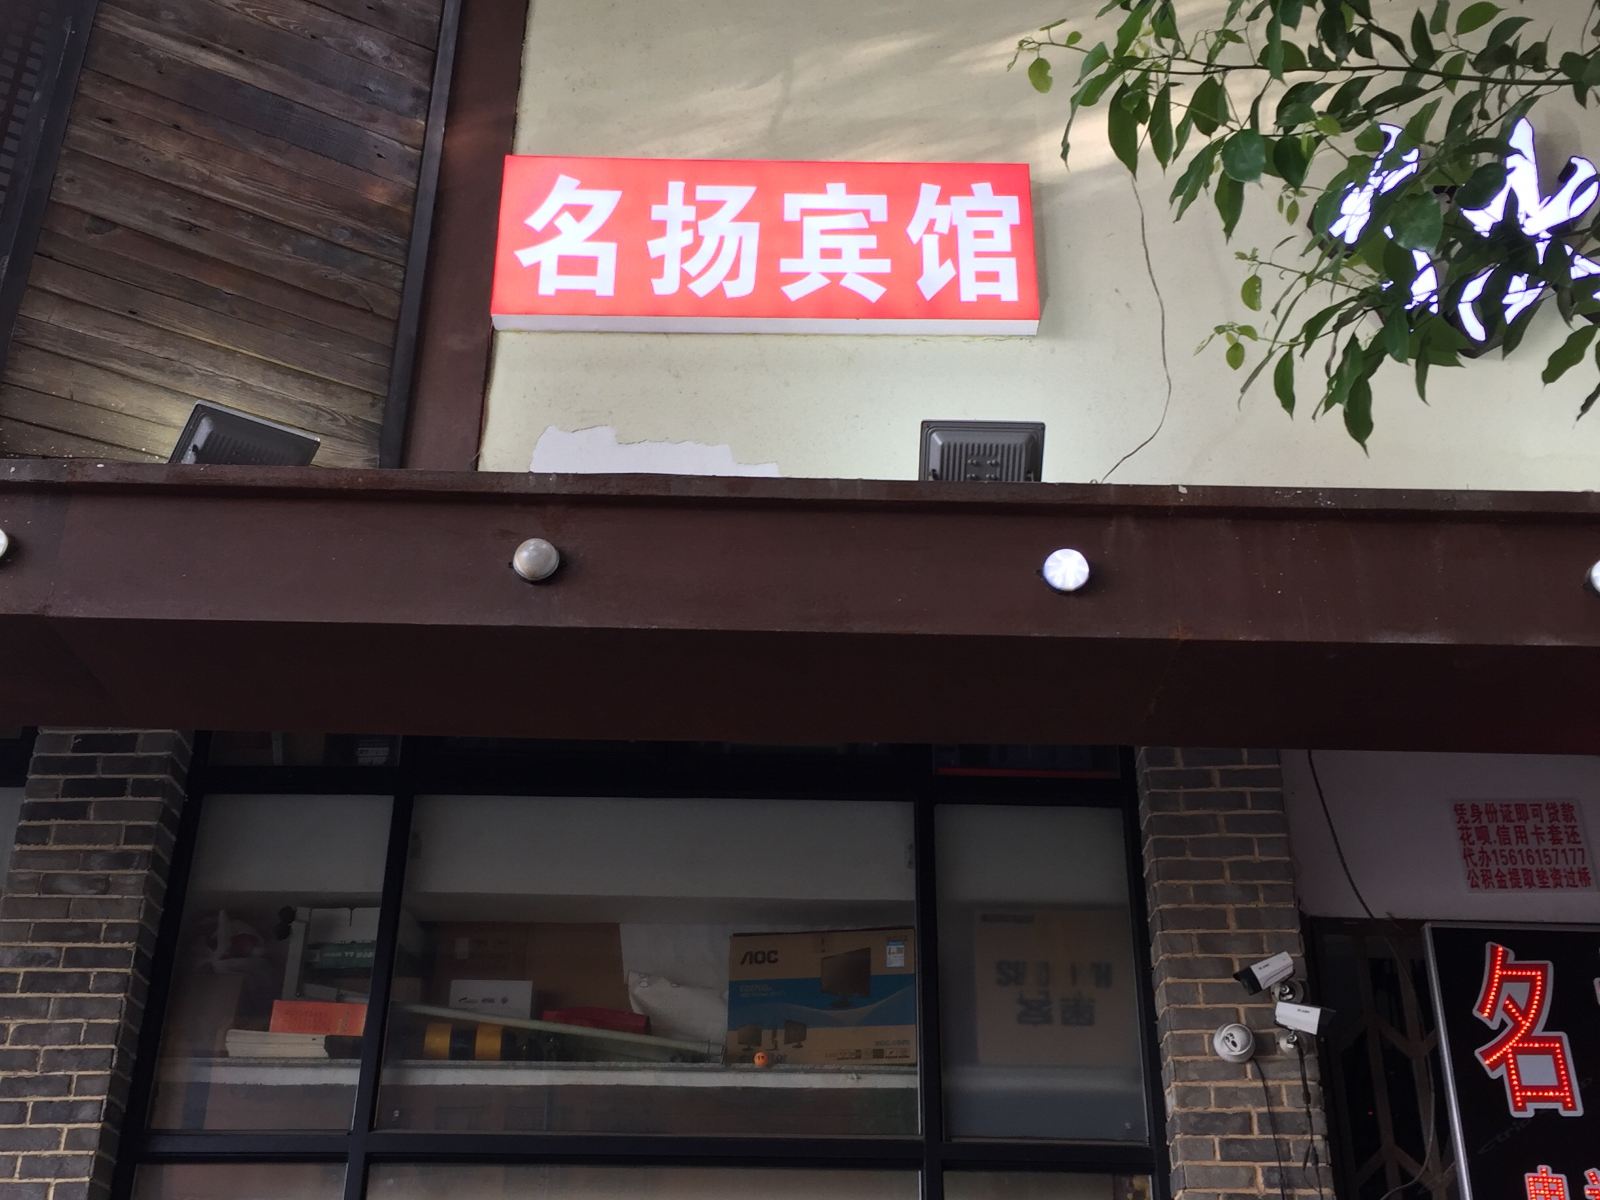 名扬宾馆
凭身份证即可贷款
花呗.信用卡套还
代办15616157177
公积金提取垫资过桥
AOC
名